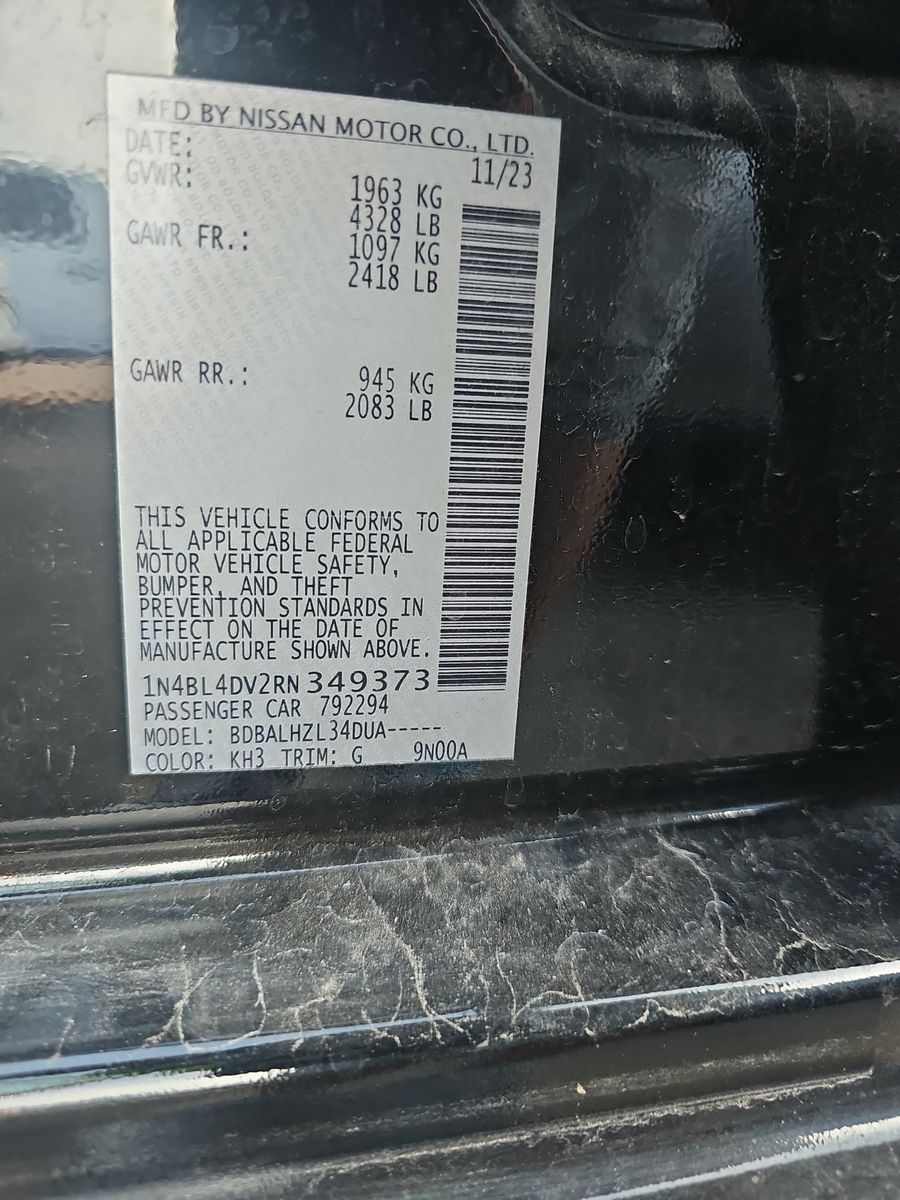 MFD BY NISSAN MOTOR CO., LTD.
DATE: 11/23
GVWR: 1963 KG
4328 LB
GAWR FR.: 1097 KG
2418 LB
GAWR RR.: 945 KG
2083 LB
THIS VEHICLE CONFORMS TO
ALL APPLICABLE FEDERAL
MOTOR VEHICLE SAFETY,
BUMPER, AND THEFT
PREVENTION STANDARDS IN
EFFECT ON THE DATE OF
MANUFACTURE SHOWN ABOVE.
1N4BL4DV2RN349373
PASSENGER CAR 792294
MODEL: BDBALHZL34DUA-----
COLOR: KH3 TRIM: G 9N00A